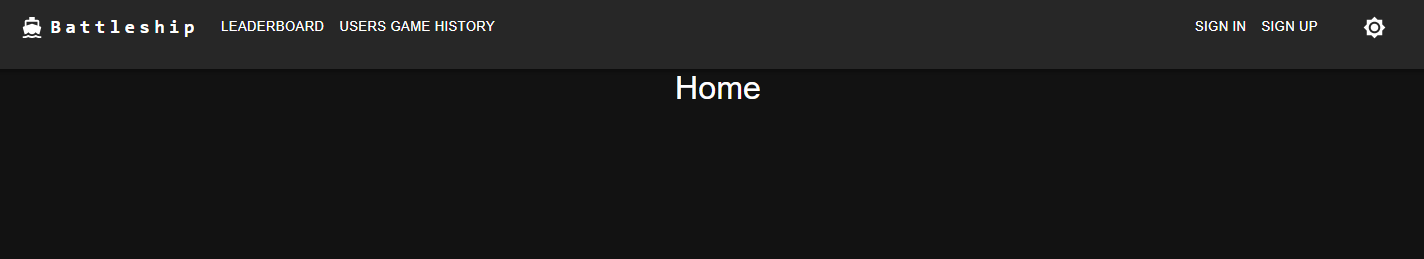 Battleship LEADERBOARD USERS GAME HISTORY SIGN IN SIGN UP
Home